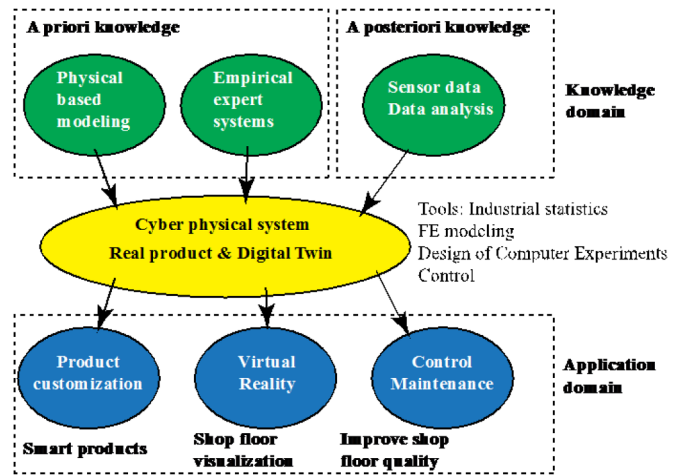 A priori knowledge
A posteriori knowledge
Physical
based
modeling
Empirical
expert
systems
Sensor data
Data analysis
Knowledge
domain
Cyber physical system
Real product & Digital Twin
Tools: Industrial statistics
FE modeling
Design of Computer Experiments
Control
Product
customization
Virtual
Reality
Control
Maintenance
Application
domain
Smart products
Shop floor
visualization
Improve shop
floor quality